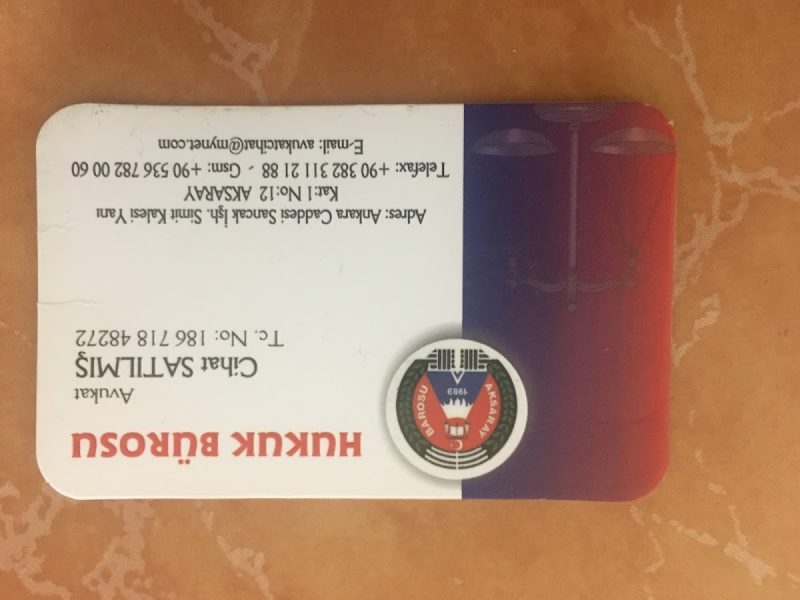 HUKUK BÜROSU
Avukat
Cihat SATILMIŞ
Tc. No: 186 718 48272
Adres: Ankara Caddesi Sancak İşh. Simit Kalesi Yanı
Kat:1 No:12 AKSARAY
Telefax: +90 382 311 21 88 - Gsm: +90 536 782 00 60
E-mail: avukatcihat@mynet.com
AKSARAY BAROSU
1989